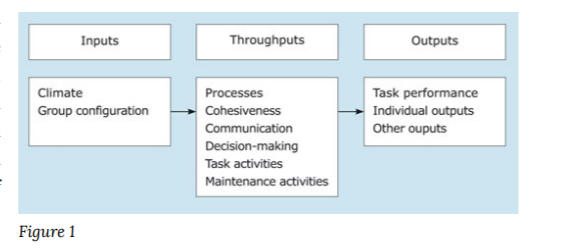 Inputs
Throughputs
Outputs
Climate
Group configuration
Processes
Cohesiveness
Communication
Decision-making
Task activities
Maintenance activities
Task performance
Individual outputs
Other ouputs
Figure 1